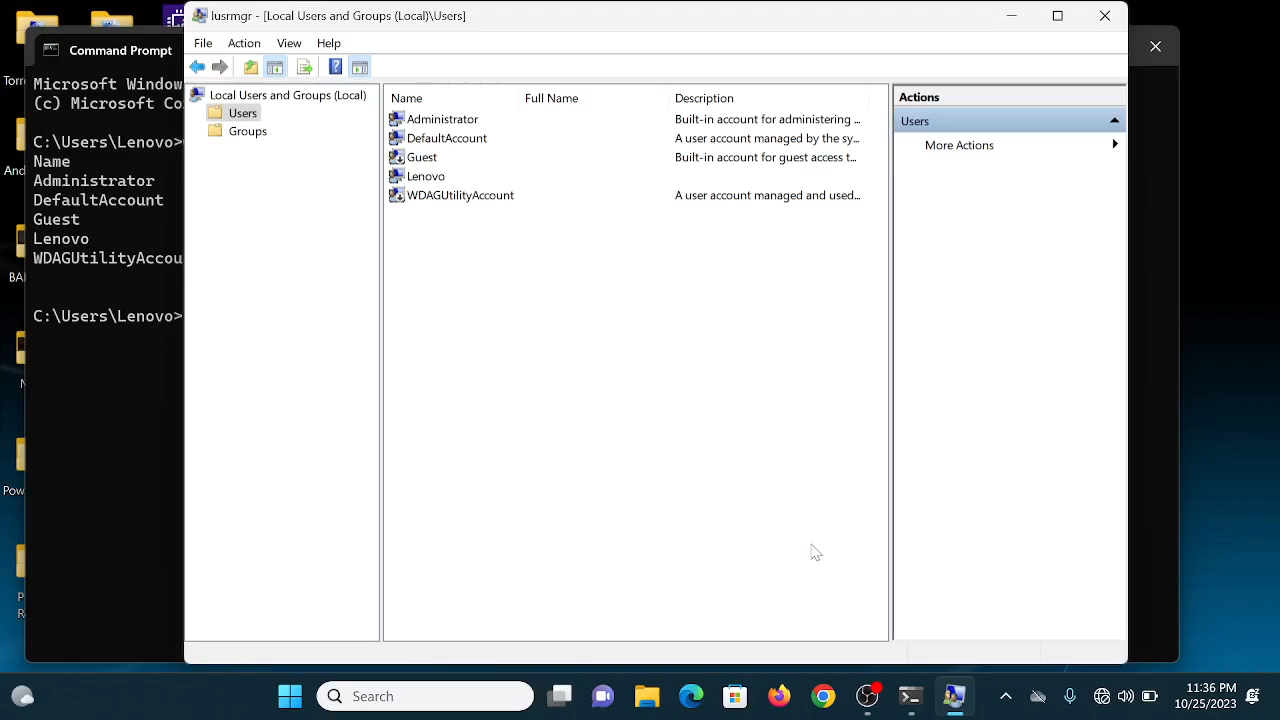 lusrmgr - [Local Users and Groups (Local)\Users]
Command Prompt
File Action View Help
Microsoft Window
(c) Microsoft Co
C:\Users\Lenovo>
Name
Administrator
DefaultAccount
Guest
Lenovo
WDAGUtilityAccou
C:\Users\Lenovo>
Local Users and Groups (Local)
Users
Groups
Name Full Name Description
Administrator Built-in account for administering ...
DefaultAccount A user account managed by the sy...
Guest Built-in account for guest access t...
Lenovo
WDAGUtilityAccount A user account managed and used...
Actions
Users
More Actions
Torr
And
BA
N
Pow
P
R
Search
11:36 PM
10/25/2023